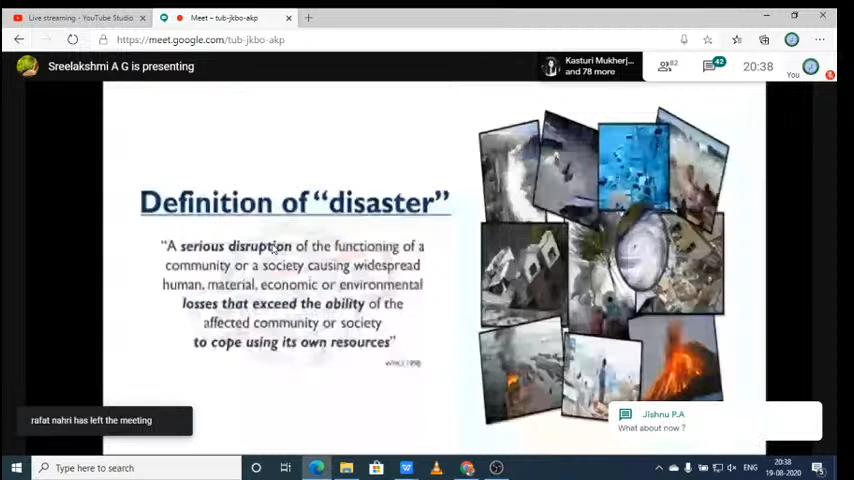 Live streaming - YouTube Studio
Meet – tub-jkbo-akp
https://meet.google.com/tub-jkbo-akp
Sreelakshmi A G is presenting
Kasturi Mukherj...
and 78 more
82
42
20:38
You
Definition of “disaster”
“A serious disruption of the functioning of a
community or a society causing widespread
human, material, economic or environmental
losses that exceed the ability of the
affected community or society
to cope using its own resources”
rafat nahri has left the meeting
Jishnu P.A
What about now ?
Type here to search
ENG
20:38
19-08-2020